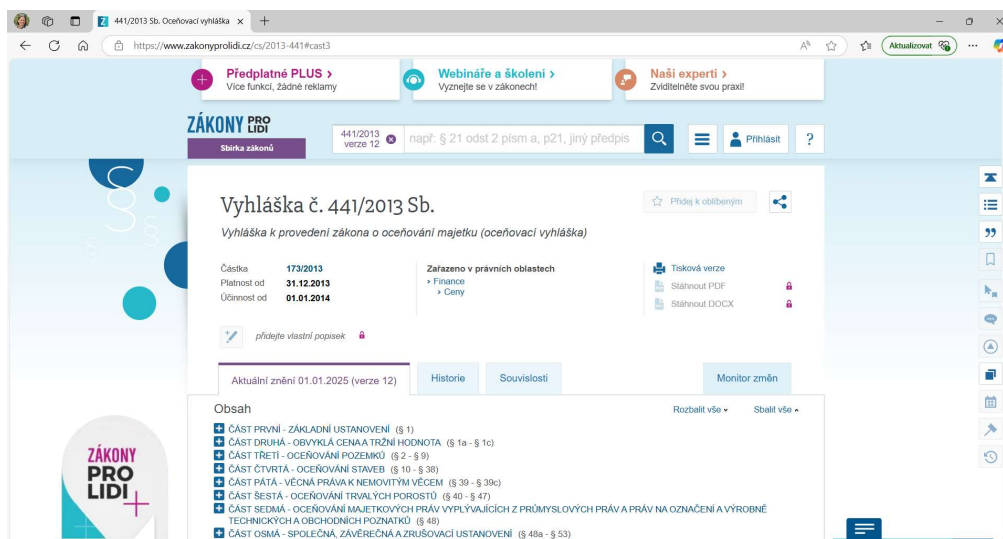 441/2013 Sb. Oceňovací vyhláška
https://www.zakonyprolidi.cz/cs/2013-441#cast3
Aktualizovat
Předplatné PLUS ›
Více funkcí, žádné reklamy
Webináře a školení ›
Vyznejte se v zákonech!
Naši experti ›
Zviditelněte svou praxi!
ZÁKONY PRO LIDI
Sbírka zákonů
441/2013
verze 12
např: § 21 odst 2 písm a, p21, jiný předpis
Přihlásit
?
Vyhláška č. 441/2013 Sb.
Přidej k oblíbeným
Vyhláška k provedení zákona o oceňování majetku (oceňovací vyhláška)
Částka 173/2013
Platnost od 31.12.2013
Účinnost od 01.01.2014
Zařazeno v právních oblastech
› Finance
› Ceny
Tisková verze
Stáhnout PDF
Stáhnout DOCX
přidejte vlastní popisek
Aktuální znění 01.01.2025 (verze 12)
Historie
Souvislosti
Monitor změn
Obsah
Rozbalit vše
Sbalit vše
ČÁST PRVNÍ - ZÁKLADNÍ USTANOVENÍ (§ 1)
ČÁST DRUHÁ - OBVYKLÁ CENA A TRŽNÍ HODNOTA (§ 1a - § 1c)
ČÁST TŘETÍ - OCEŇOVÁNÍ POZEMKŮ (§ 2 - § 9)
ČÁST ČTVRTÁ - OCEŇOVÁNÍ STAVEB (§ 10 - § 38)
ČÁST PÁTÁ - VĚCNÁ PRÁVA K NEMOVITÝM VĚCEM (§ 39 - § 39c)
ČÁST ŠESTÁ - OCEŇOVÁNÍ TRVALÝCH POROSTŮ (§ 40 - § 47)
ČÁST SEDMÁ - OCEŇOVÁNÍ MAJETKOVÝCH PRÁV VYPLÝVAJÍCÍCH Z PRŮMYSLOVÝCH PRÁV A PRÁV NA OZNAČENÍ A VÝROBNĚ
TECHNICKÝCH A OBCHODNÍCH POZNATKŮ (§ 48)
ČÁST OSMÁ - SPOLEČNÁ, ZÁVĚREČNÁ A ZRUŠOVACÍ USTANOVENÍ (§ 48a - § 53)
ZÁKONY
PRO
LIDI